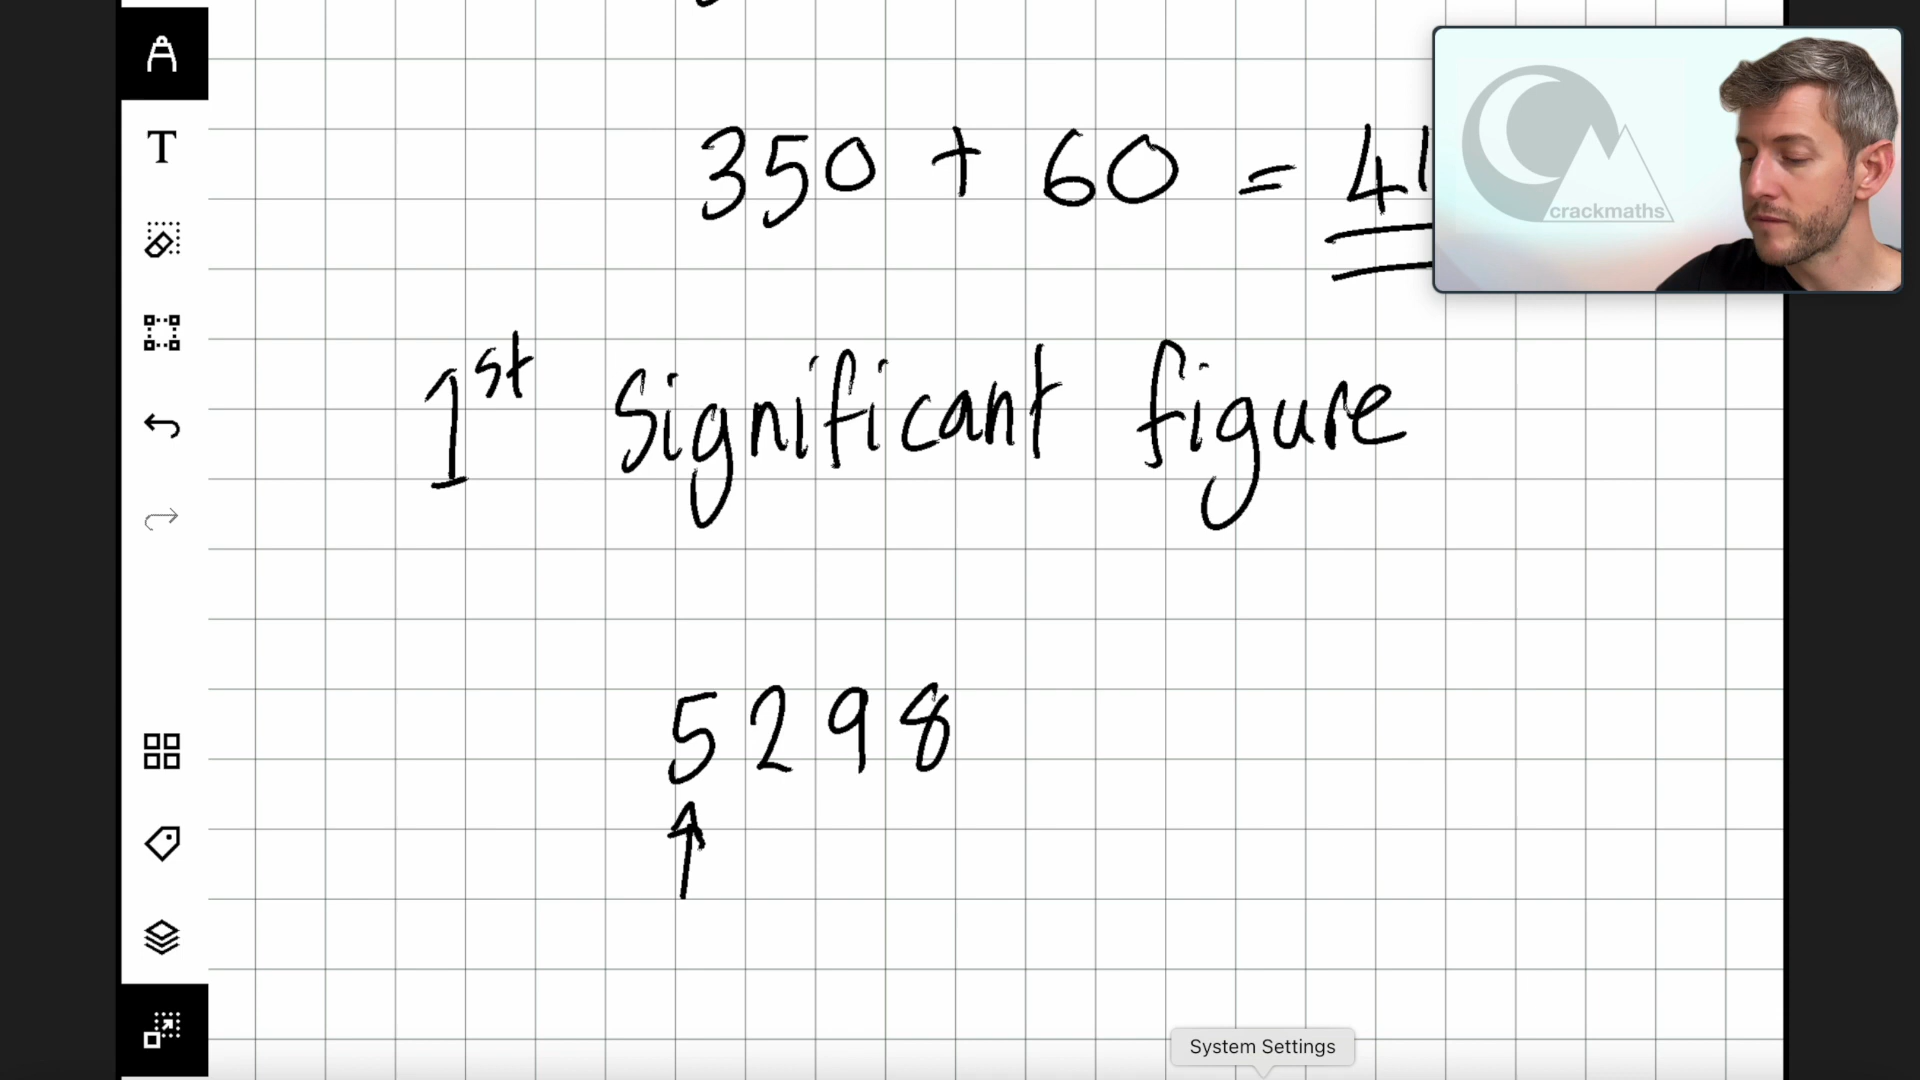 T
350 + 60 = 41
crackmaths
1st significant figure
5298
System Settings